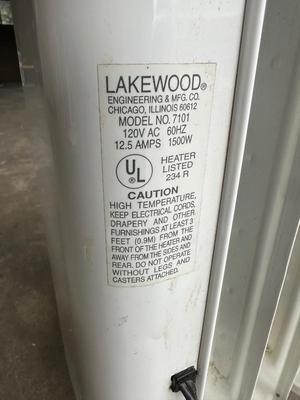 LAKEWOOD®
ENGINEERING & MFG. CO.
CHICAGO, ILLINOIS 60612
MODEL NO. 7101
120V AC 60HZ
12.5 AMPS 1500W
UL
HEATER
LISTED
234 R
CAUTION
HIGH TEMPERATURE,
KEEP ELECTRICAL CORDS,
DRAPERY AND OTHER
FURNISHINGS AT LEAST 3
FEET (0.9M) FROM THE
FRONT OF THE HEATER AND
AWAY FROM THE SIDES AND
REAR. DO NOT OPERATE
WITHOUT LEGS AND
CASTERS ATTACHED.